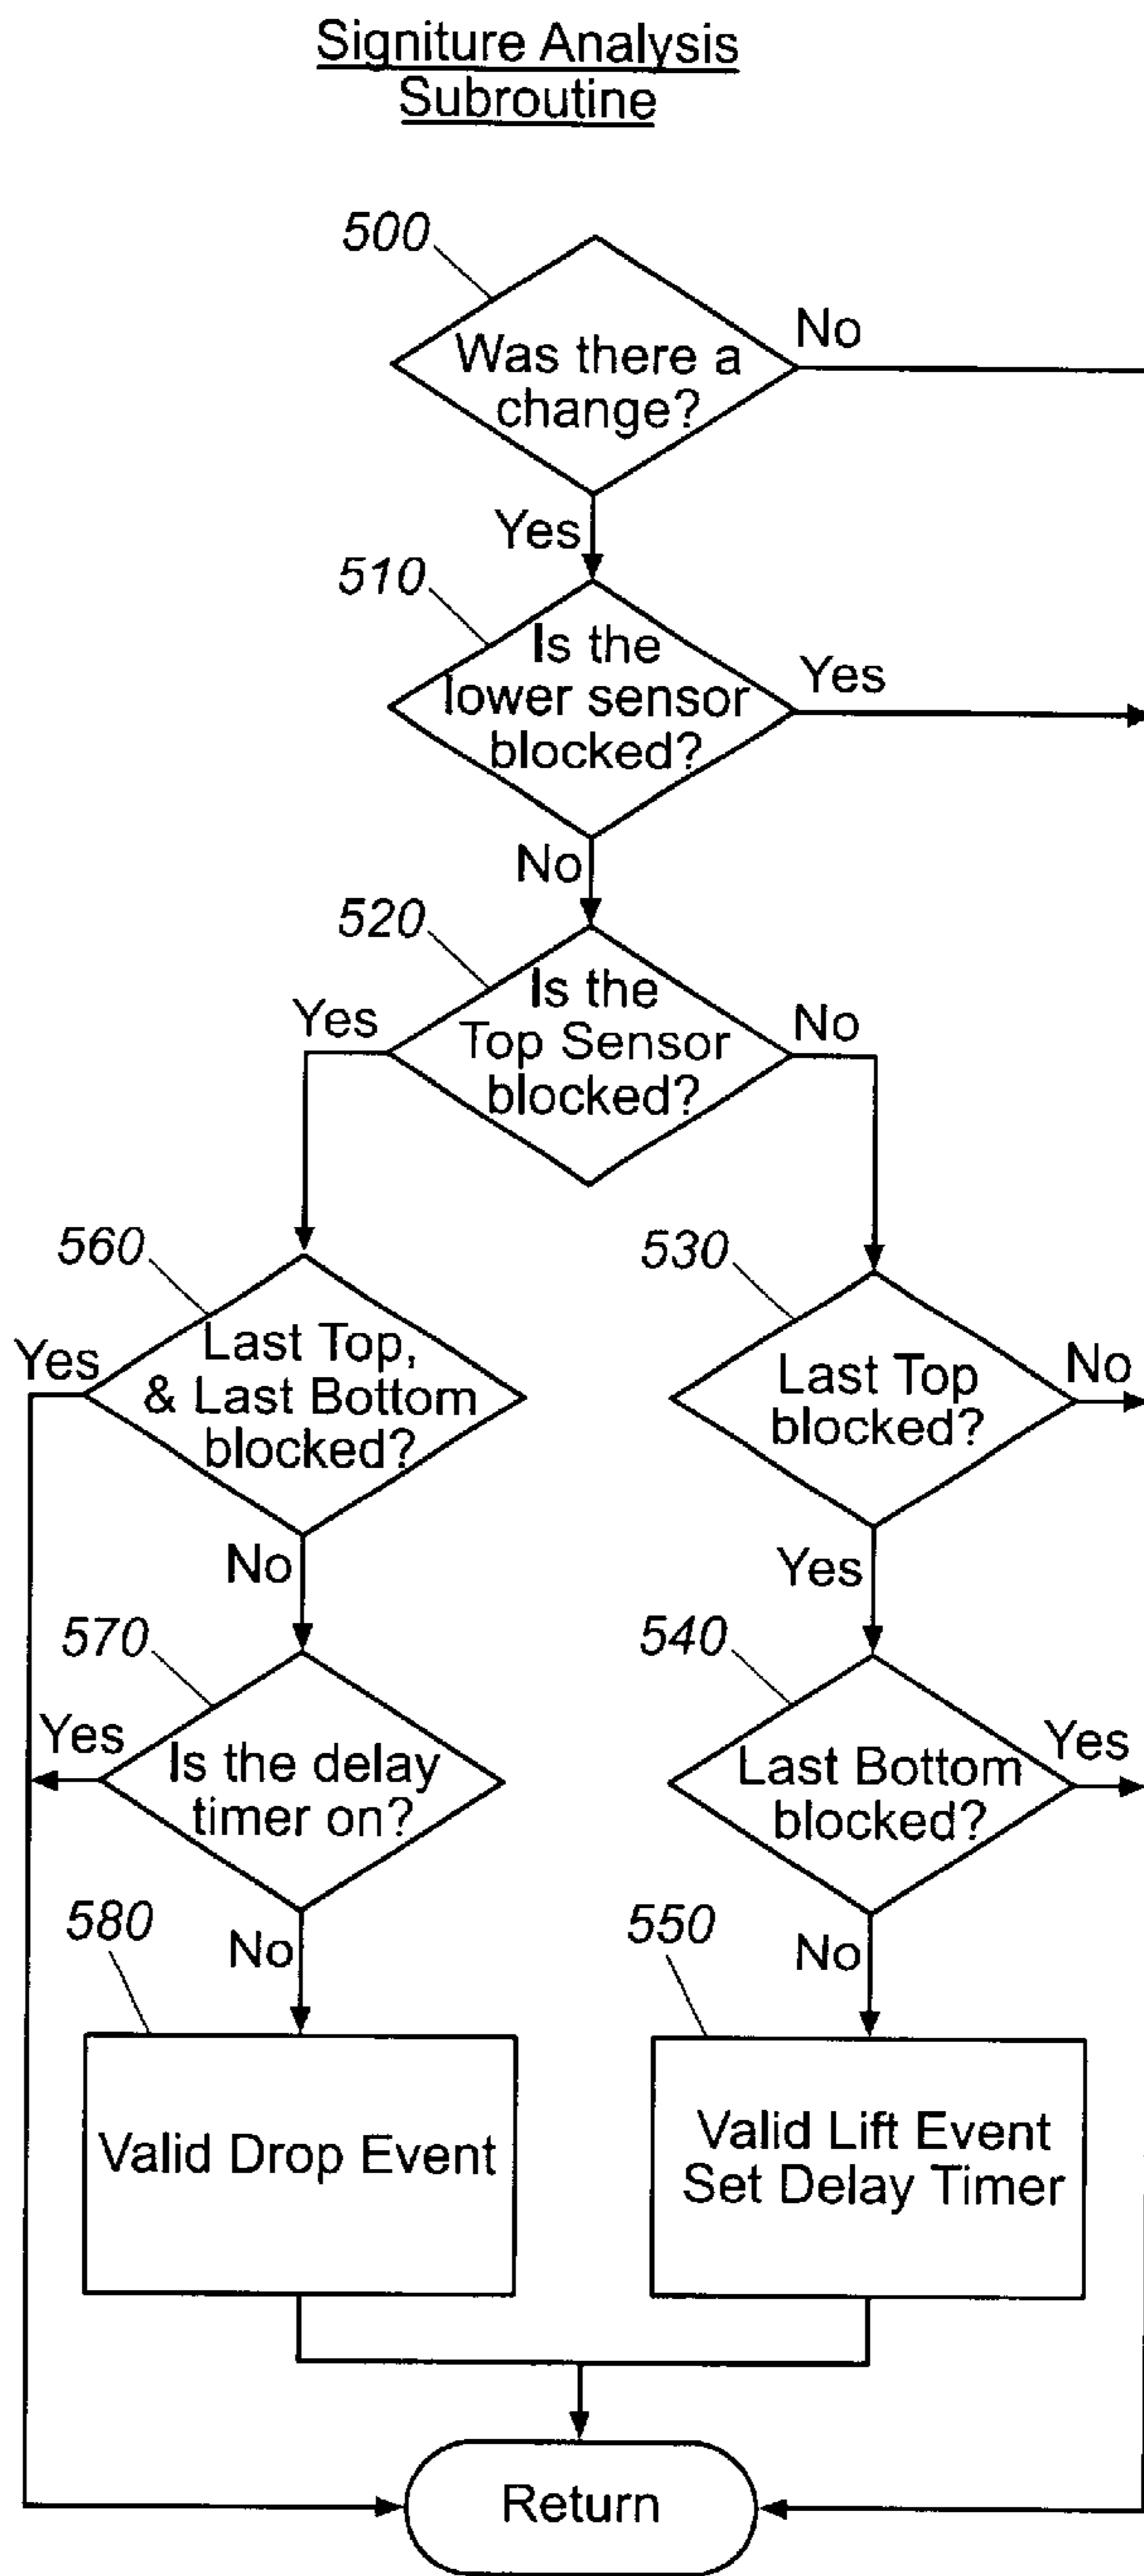 Signiture Analysis
Subroutine
500
Was there a
change?
No
Yes
510
Is the
lower sensor
blocked?
Yes
No
520
Is the
Top Sensor
blocked?
Yes
No
560
Last Top,
& Last Bottom
blocked?
Yes
No
530
Last Top
blocked?
No
Yes
570
Is the delay
timer on?
Yes
No
540
Last Bottom
blocked?
Yes
No
580
Valid Drop Event
550
Valid Lift Event
Set Delay Timer
Return